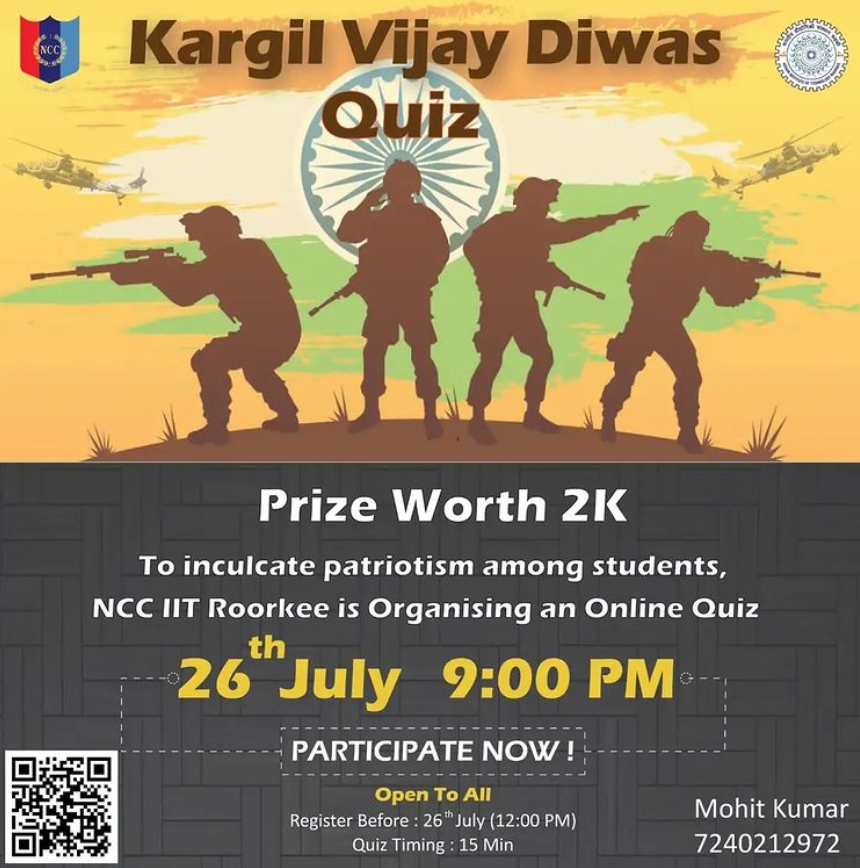 NCC
Kargil Vijay Diwas
Quiz
Prize Worth 2K
To inculcate patriotism among students,
NCC IIT Roorkee is Organising an Online Quiz
26th July 9:00 PM
PARTICIPATE NOW !
Open To All
Register Before : 26th July (12:00 PM)
Quiz Timing : 15 Min
Mohit Kumar
7240212972